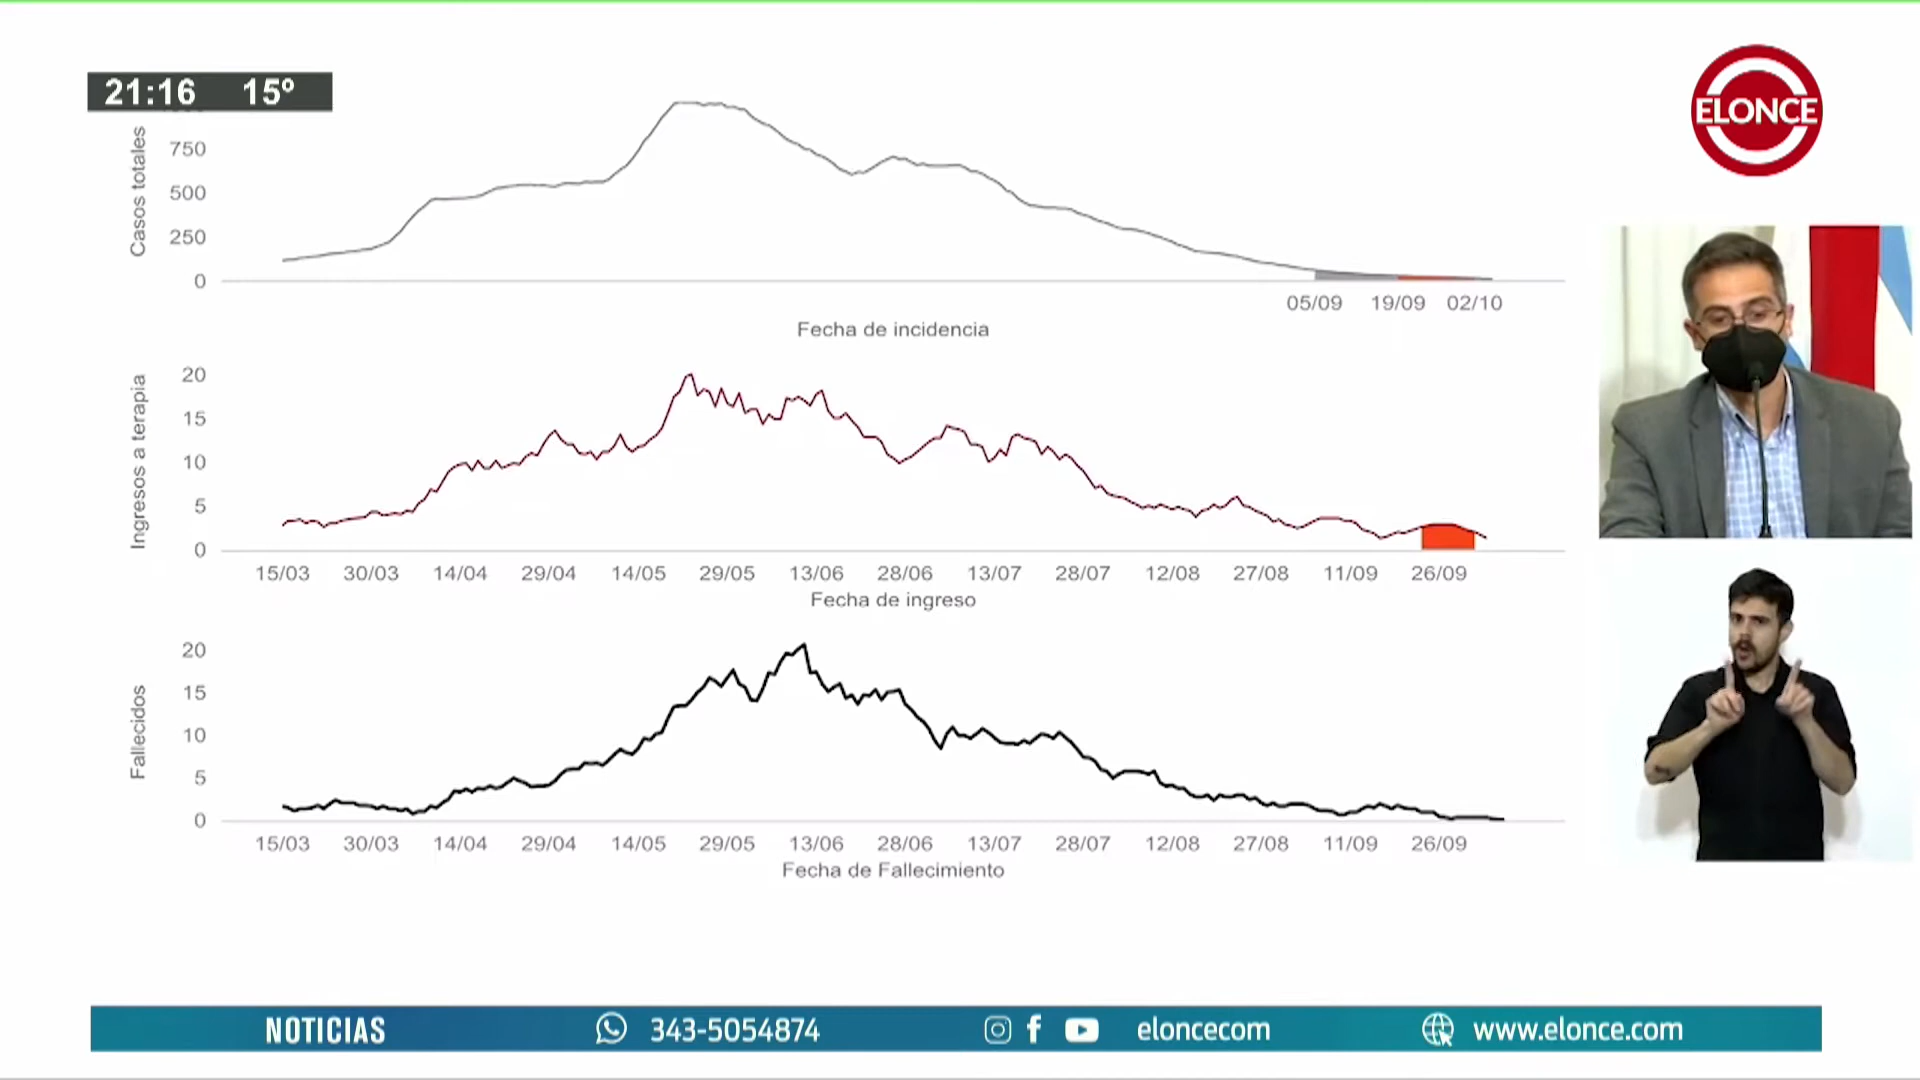 21:16 15º
ELONCE
Casos totales
750
500
250
0
05/09 19/09 02/10
Fecha de incidencia
Ingresos a terapia
20
15
10
5
0
15/03 30/03 14/04 29/04 14/05 29/05 13/06 28/06 13/07 28/07 12/08 27/08 11/09 26/09
Fecha de ingreso
Fallecidos
20
15
10
5
0
15/03 30/03 14/04 29/04 14/05 29/05 13/06 28/06 13/07 28/07 12/08 27/08 11/09 26/09
Fecha de Fallecimiento
NOTICIAS 343-5054874 eloncecom www.elonce.com